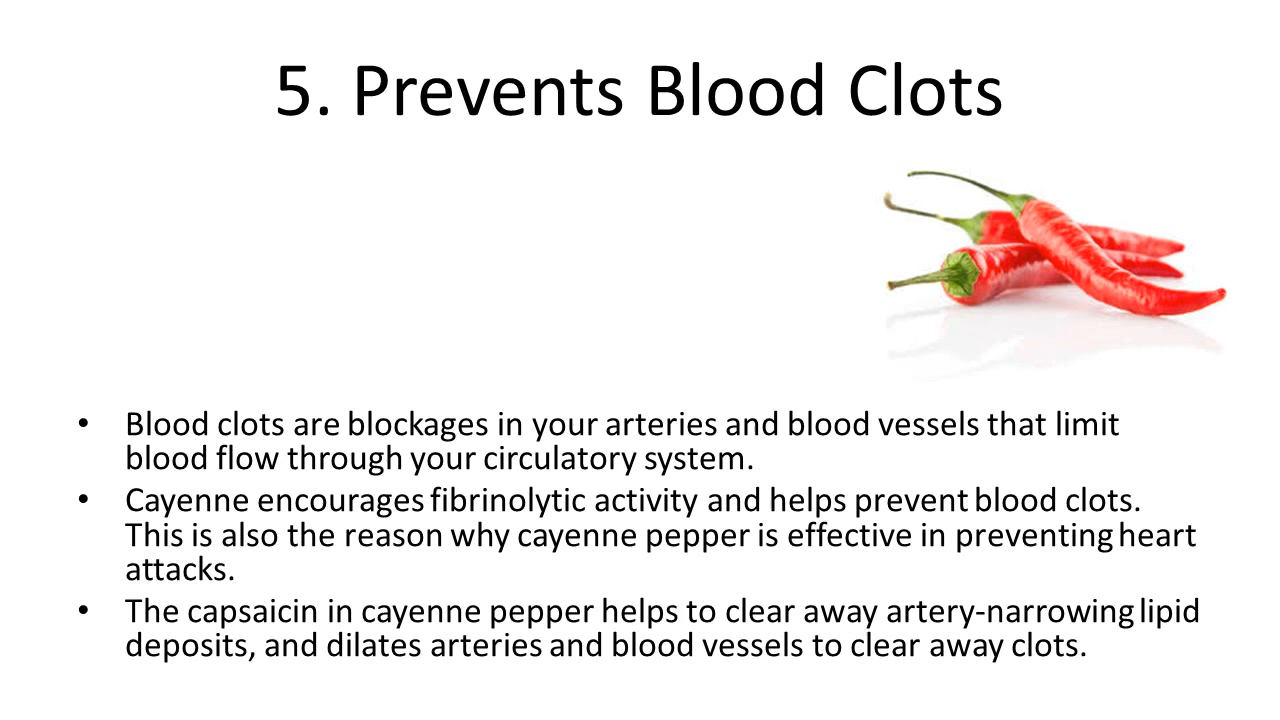 5. Prevents Blood Clots
• Blood clots are blockages in your arteries and blood vessels that limit
blood flow through your circulatory system.
• Cayenne encourages fibrinolytic activity and helps prevent blood clots.
This is also the reason why cayenne pepper is effective in preventing heart
attacks.
• The capsaicin in cayenne pepper helps to clear away artery-narrowing lipid
deposits, and dilates arteries and blood vessels to clear away clots.